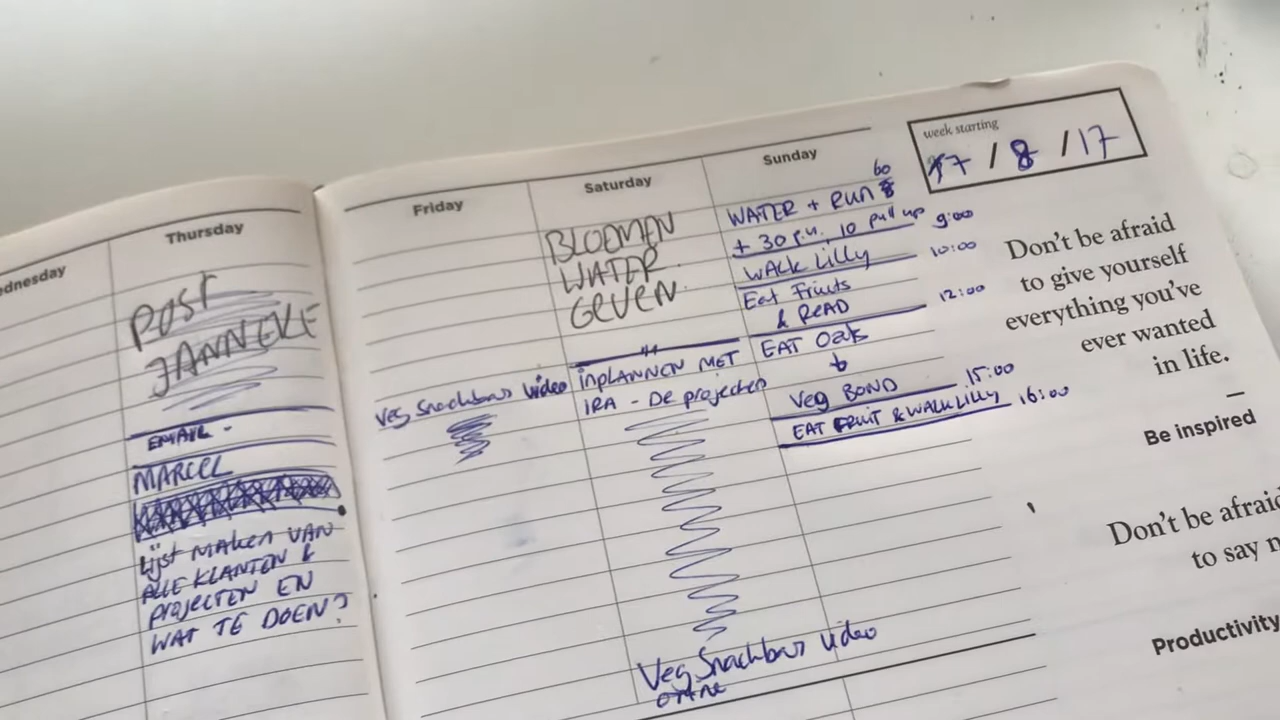 Thursday
POST
JANNEKE
EMAIL -
MARCEL
Lijst MAKEN VAN
ALLE KLANTEN &
PROJECTEN EN
WAT TE DOEN?
Friday
Veg Snackbar Video
Saturday
BLOEMEN
WATER
GEVEN.
INPLANNEN MET
IRA - De projecten
Veg Snackbar Video
Sunday
WATER + RUN
+ 30 p.u. 10 pull up 9:00
WALK LILLY 10:00
Eat Fruits
& READ 12:00
EAT Oats
Veg BOND 15:00
EAT FRUIT & WALK LILLY 16:00
week starting
17 / 8 / 17
Don't be afraid
to give yourself
everything you've
ever wanted
in life.
—
Be inspired
Don't be
to say
Productivity